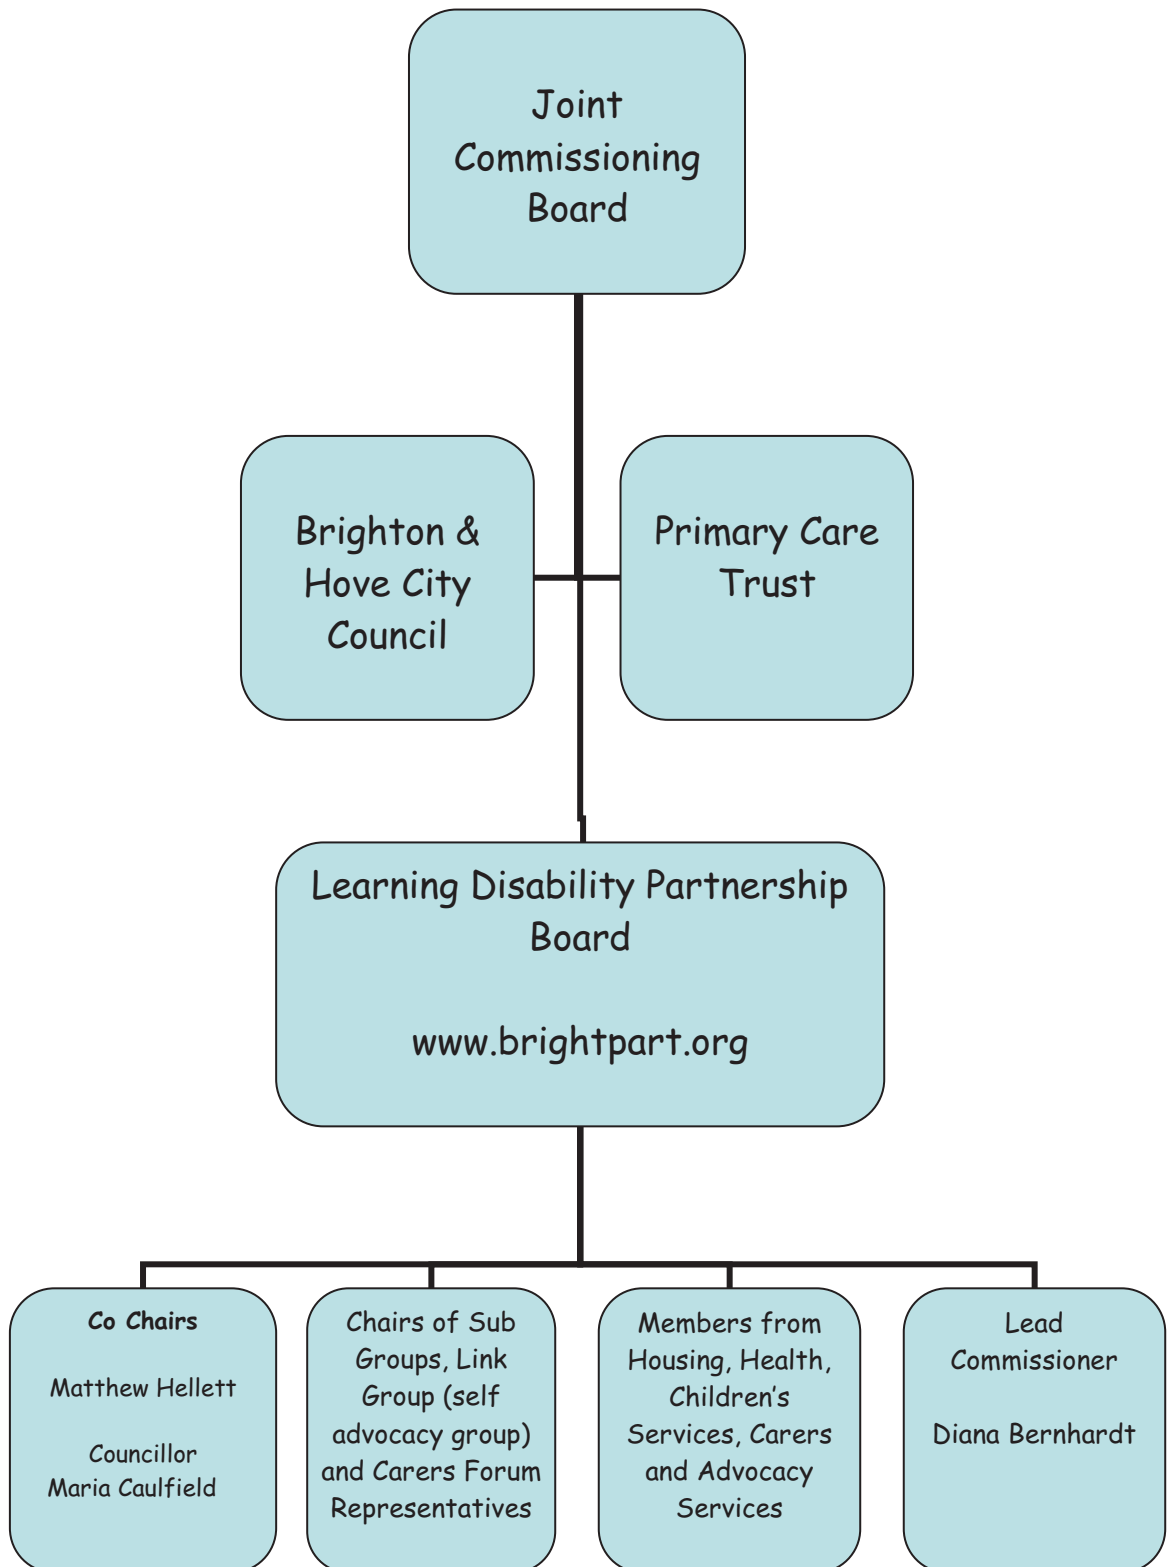 Joint
Commissioning
Board
Brighton &
Hove City
Council
Primary Care
Trust
Learning Disability Partnership
Board
www.brightpart.org
Co Chairs
Matthew Hellett
Councillor
Maria Caulfield
Chairs of Sub
Groups, Link
Group (self
advocacy group)
and Carers Forum
Representatives
Members from
Housing, Health,
Children’s
Services, Carers
and Advocacy
Services
Lead
Commissioner
Diana Bernhardt